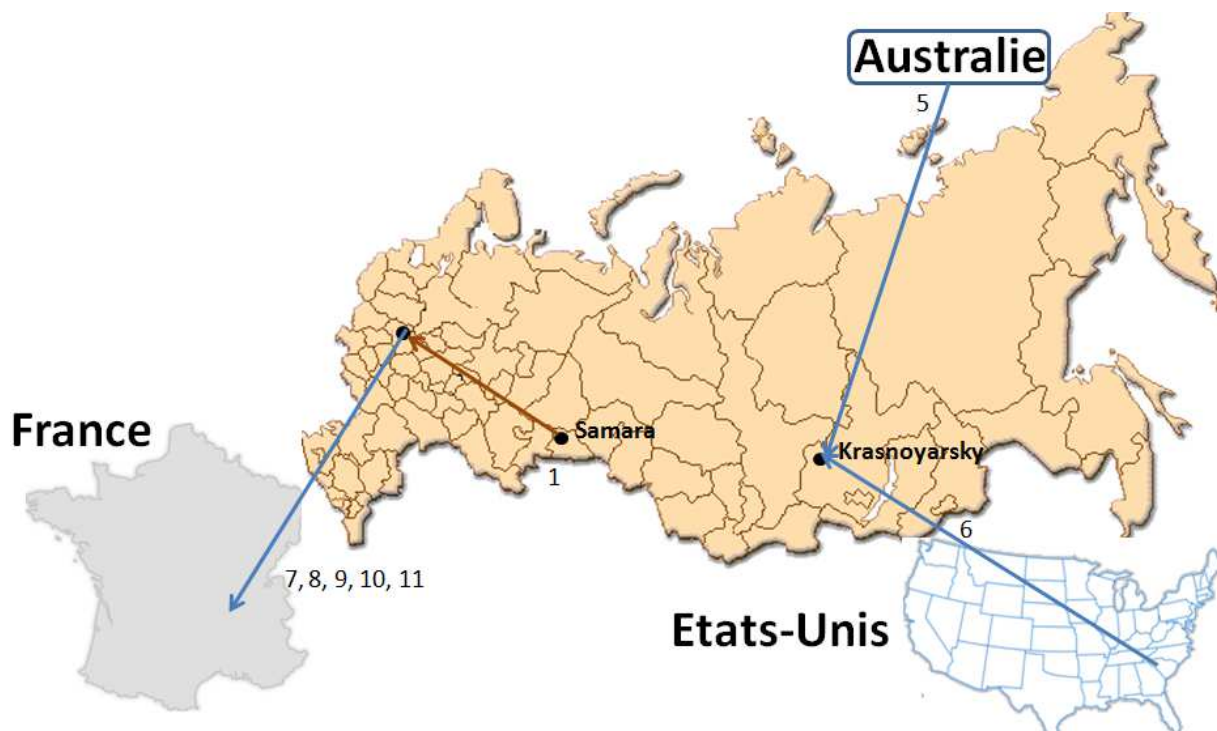 Australie
5
France
Samara
1
Krasnoyarsky
6
7, 8, 9, 10, 11
Etats-Unis